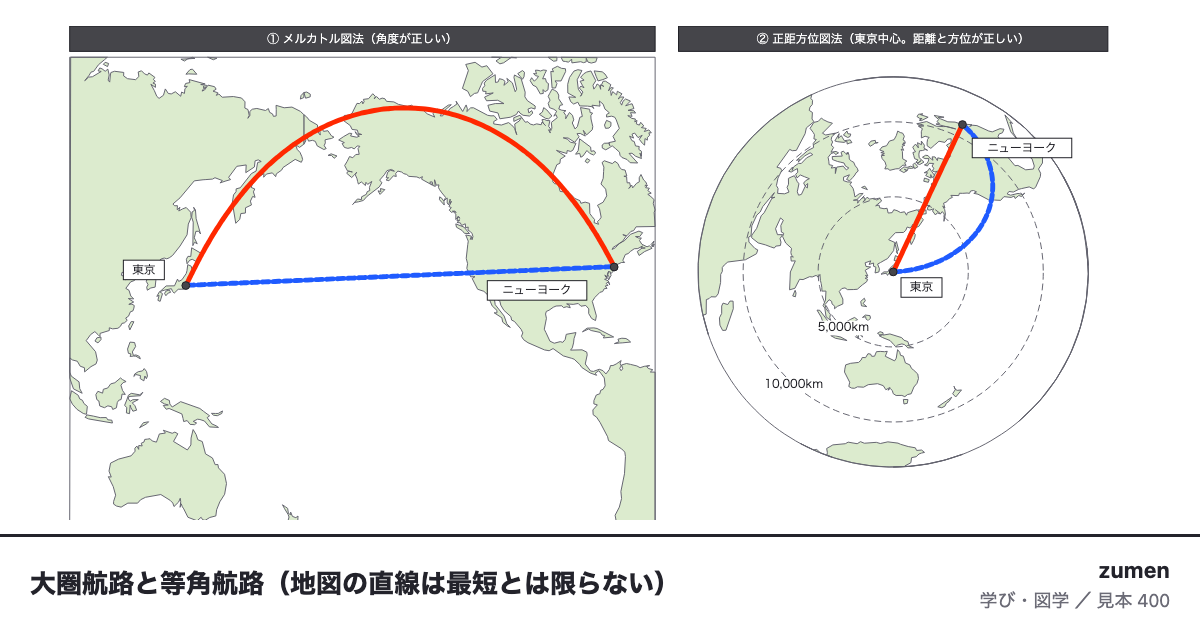 ① メルカトル図法（角度が正しい）
② 正距方位図法（東京中心。距離と方位が正しい）
東京
ニューヨーク
ニューヨーク
東京
5,000km
10,000km
大圏航路と等角航路（地図の直線は最短とは限らない）
zumen
学び・図学 ／ 見本 400